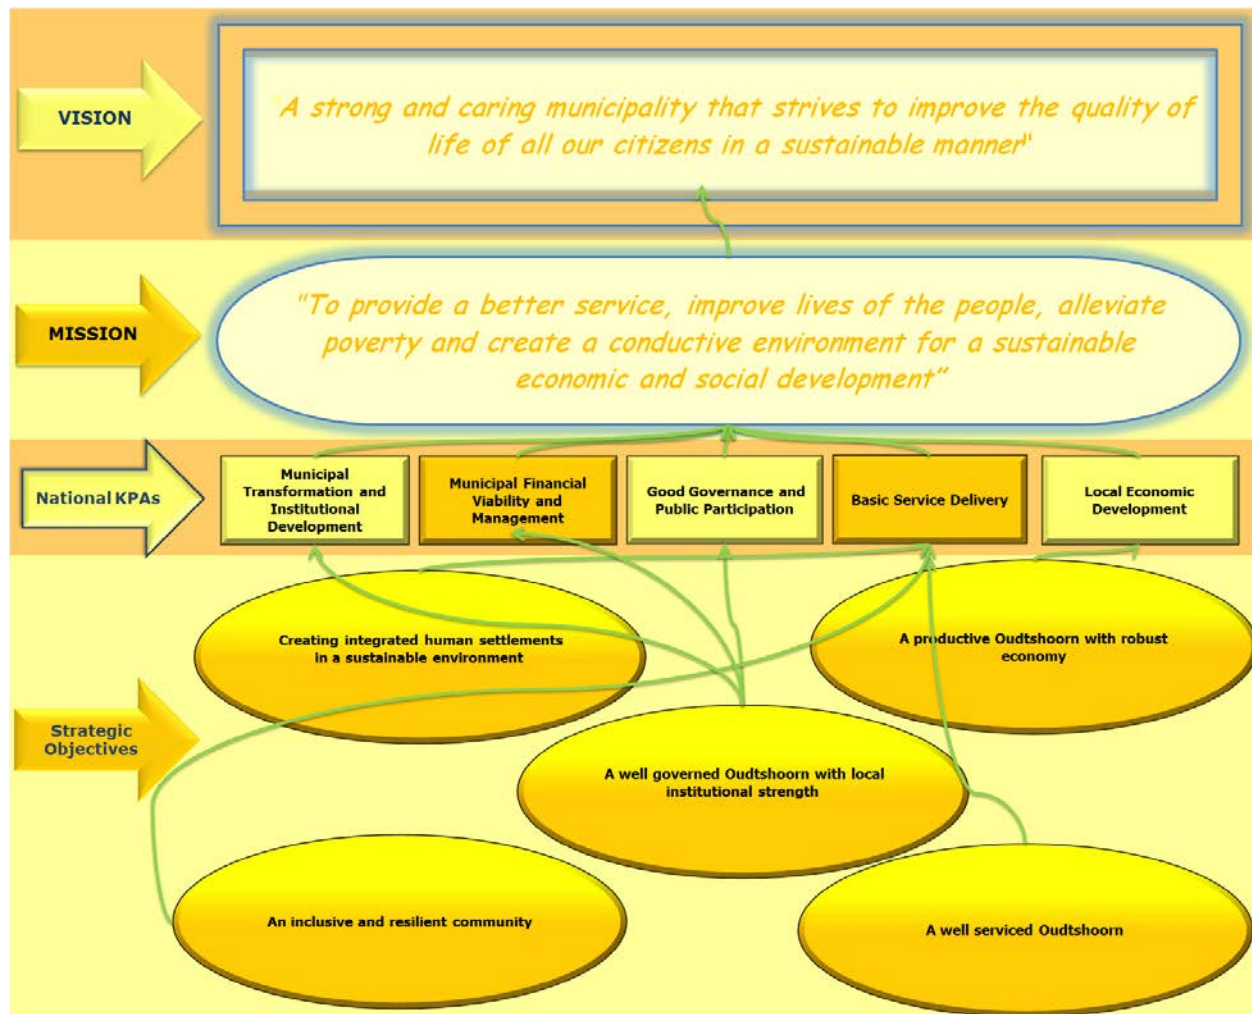 VISION
"A strong and caring municipality that strives to improve the quality of
life of all our citizens in a sustainable manner"
MISSION
"To provide a better service, improve lives of the people, alleviate
poverty and create a conductive environment for a sustainable
economic and social development”
National KPAs
Municipal
Transformation and
Institutional
Development
Municipal Financial
Viability and
Management
Good Governance and
Public Participation
Basic Service Delivery
Local Economic
Development
Strategic
Objectives
Creating integrated human settlements
in a sustainable environment
A productive Oudtshoorn with robust
economy
A well governed Oudtshoorn with local
institutional strength
An inclusive and resilient community
A well serviced Oudtshoorn